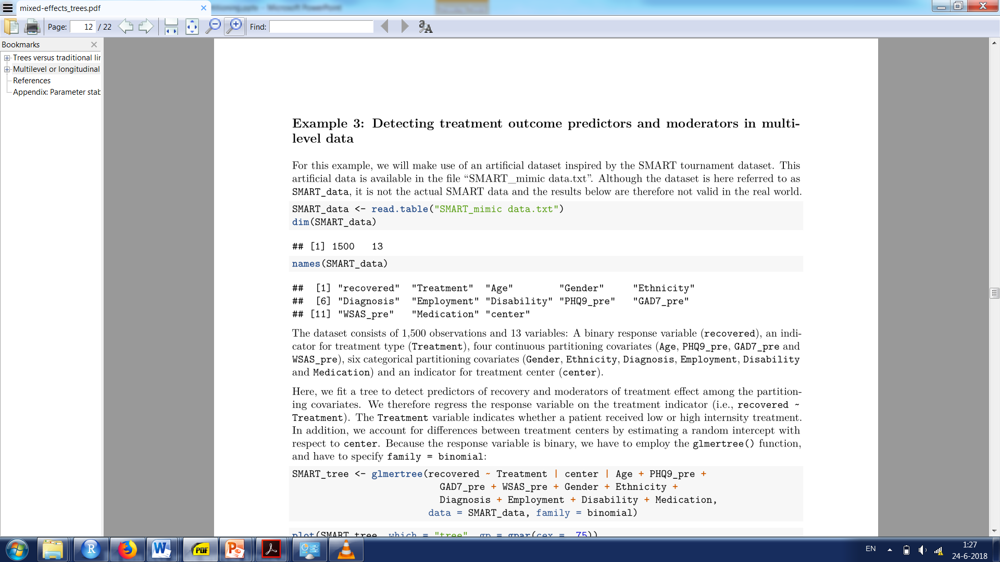 mixed-effects_trees.pdf
Microsoft PowerPoint
Page: 12 / 22
Find:
Bookmarks
Trees versus traditional lir
Multilevel or longitudinal
References
Appendix: Parameter stab
Example 3: Detecting treatment outcome predictors and moderators in multi-
level data
For this example, we will make use of an artificial dataset inspired by the SMART tournament dataset. This
artificial data is available in the file “SMART_mimic data.txt”. Although the dataset is here referred to as
SMART_data, it is not the actual SMART data and the results below are therefore not valid in the real world.
SMART_data <- read.table("SMART_mimic data.txt")
dim(SMART_data)
## [1] 1500 13
names(SMART_data)
## [1] "recovered" "Treatment" "Age" "Gender" "Ethnicity"
## [6] "Diagnosis" "Employment" "Disability" "PHQ9_pre" "GAD7_pre"
## [11] "WSAS_pre" "Medication" "center"
The dataset consists of 1,500 observations and 13 variables: A binary response variable (recovered), an indi-
cator for treatment type (Treatment), four continuous partitioning covariates (Age, PHQ9_pre, GAD7_pre and
WSAS_pre), six categorical partitioning covariates (Gender, Ethnicity, Diagnosis, Employment, Disability
and Medication) and an indicator for treatment center (center).
Here, we fit a tree to detect predictors of recovery and moderators of treatment effect among the partition-
ing covariates. We therefore regress the response variable on the treatment indicator (i.e., recovered ~
Treatment). The Treatment variable indicates whether a patient received low or high internsity treatment.
In addition, we account for differences between treatment centers by estimating a random intercept with
respect to center. Because the response variable is binary, we have to employ the glmertree() function,
and have to specify family = binomial:
SMART_tree <- glmertree(recovered ~ Treatment | center | Age + PHQ9_pre +
GAD7_pre + WSAS_pre + Gender + Ethnicity +
Diagnosis + Employment + Disability + Medication,
data = SMART_data, family = binomial)
plot(SMART_tree, which = "tree", gp = gpar(cex = .75))
EN
1:27
24-6-2018